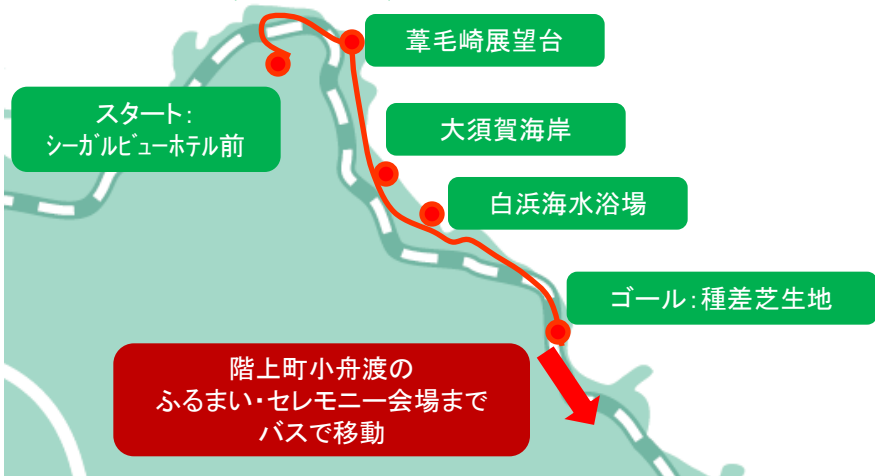 葦毛崎展望台
スタート：
ｼｰｶﾞﾙﾋﾞｭｰホテル前
大須賀海岸
白浜海水浴場
ゴール：種差芝生地
階上町小舟渡の
ふるまい・セレモニー会場まで
バスで移動